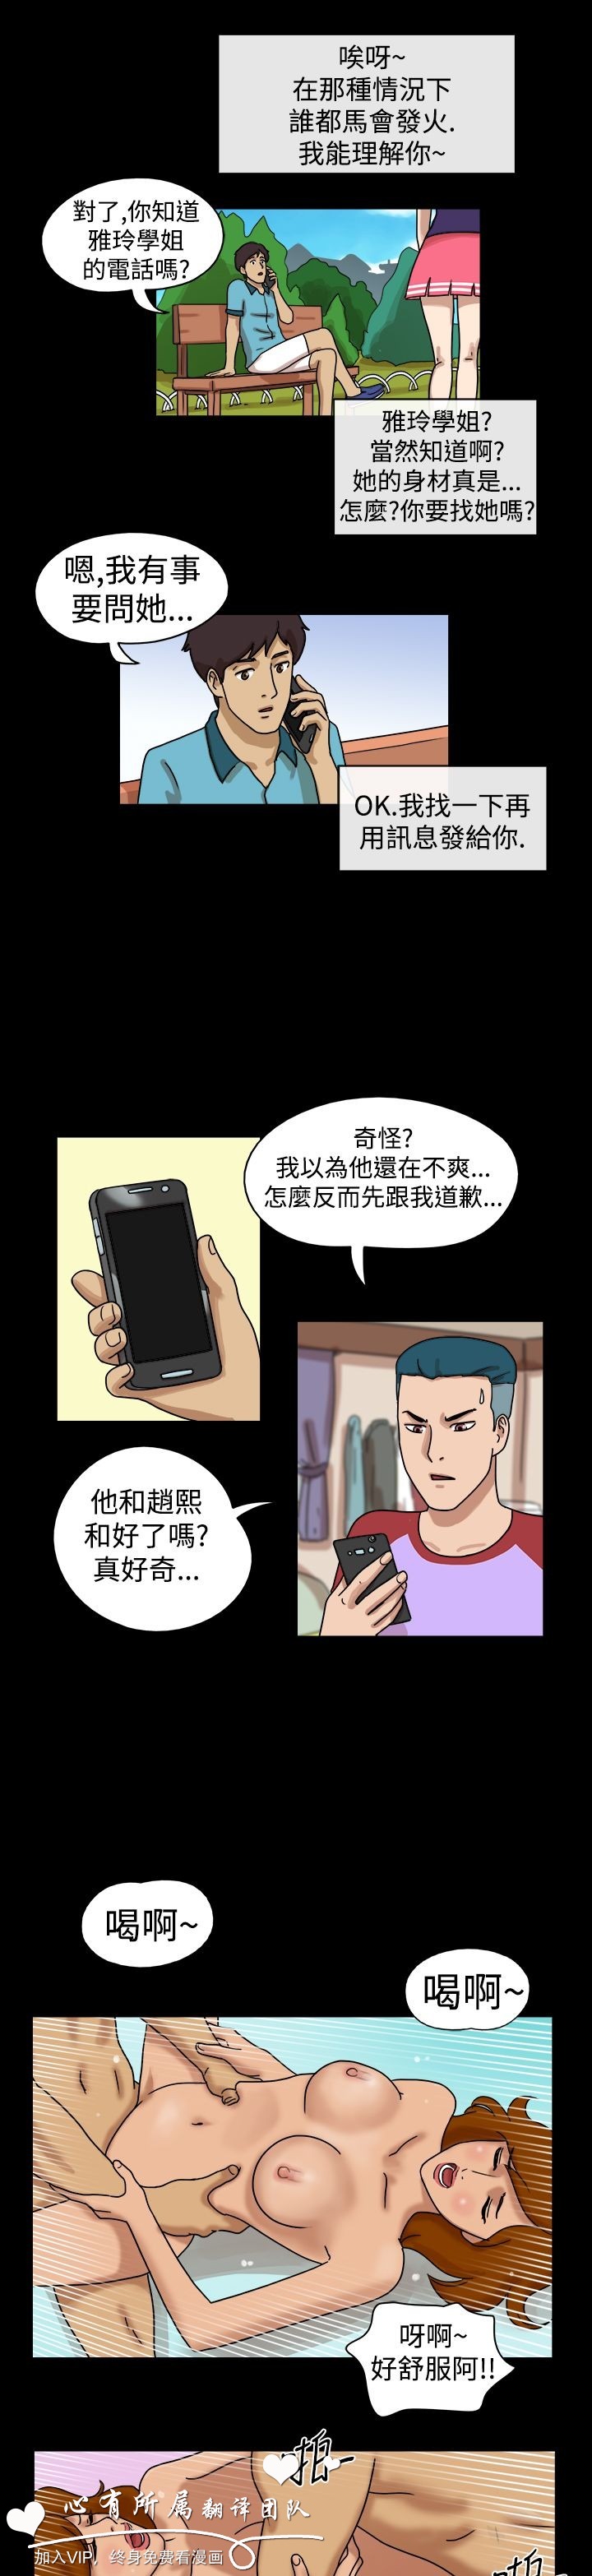 唉呀~
在那種情況下
誰都馬會發火.
我能理解你~
對了,你知道
雅玲學姐
的電話嗎?
雅玲學姐?
當然知道啊?
她的身材真是...
怎麼?你要找她嗎?
嗯,我有事
要問她...
OK.我找一下再
用訊息發給你.
奇怪?
我以為他還在不爽...
怎麼反而先跟我道歉...
他和趙熙
和好了嗎?
真好奇...
喝啊~
喝啊~
呀啊~
好舒服阿!!
啪-
心有所属翻译团队
加入VIP, 终身免费看漫画